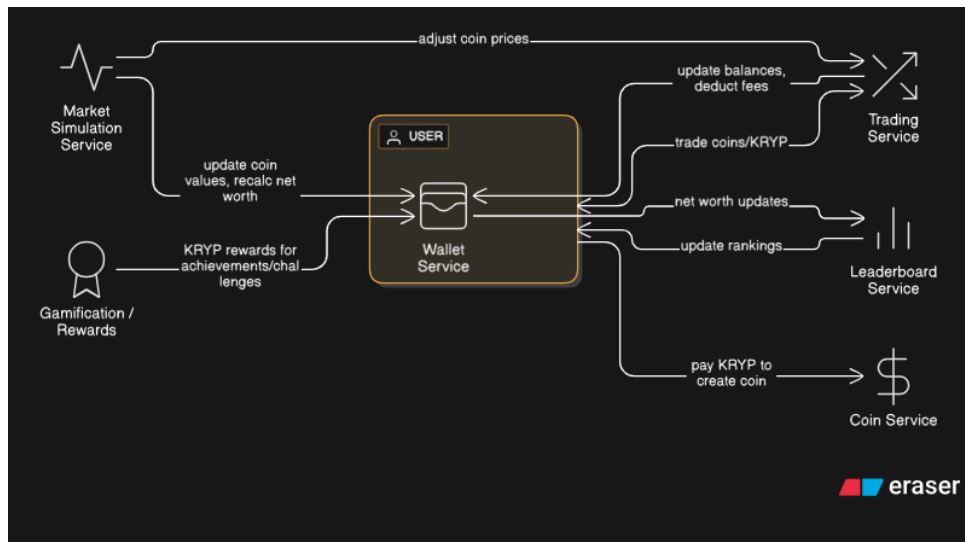 adjust coin prices
Market
Simulation
Service
update balances,
deduct fees
Trading
Service
USER
trade coins/KRYP
update coin
values, recalc net
worth
net worth updates
Wallet
Service
update rankings
KRYP rewards for
achievements/chal
lenges
Leaderboard
Service
Gamification /
Rewards
pay KRYP to
create coin
Coin Service
eraser